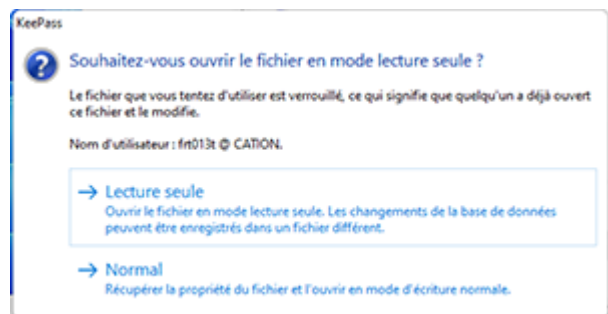 KeePass
Souhaitez-vous ouvrir le fichier en mode lecture seule ?
Le fichier que vous tentez d'utiliser est verrouillé, ce qui signifie que quelqu'un a déjà ouvert
ce fichier et le modifie.
Nom d'utilisateur : frt013t @ CATION.
→ Lecture seule
Ouvrir le fichier en mode lecture seule. Les changements de la base de données
peuvent être enregistrés dans un fichier différent.
→ Normal
Récupérer la propriété du fichier et l'ouvrir en mode d'écriture normale.